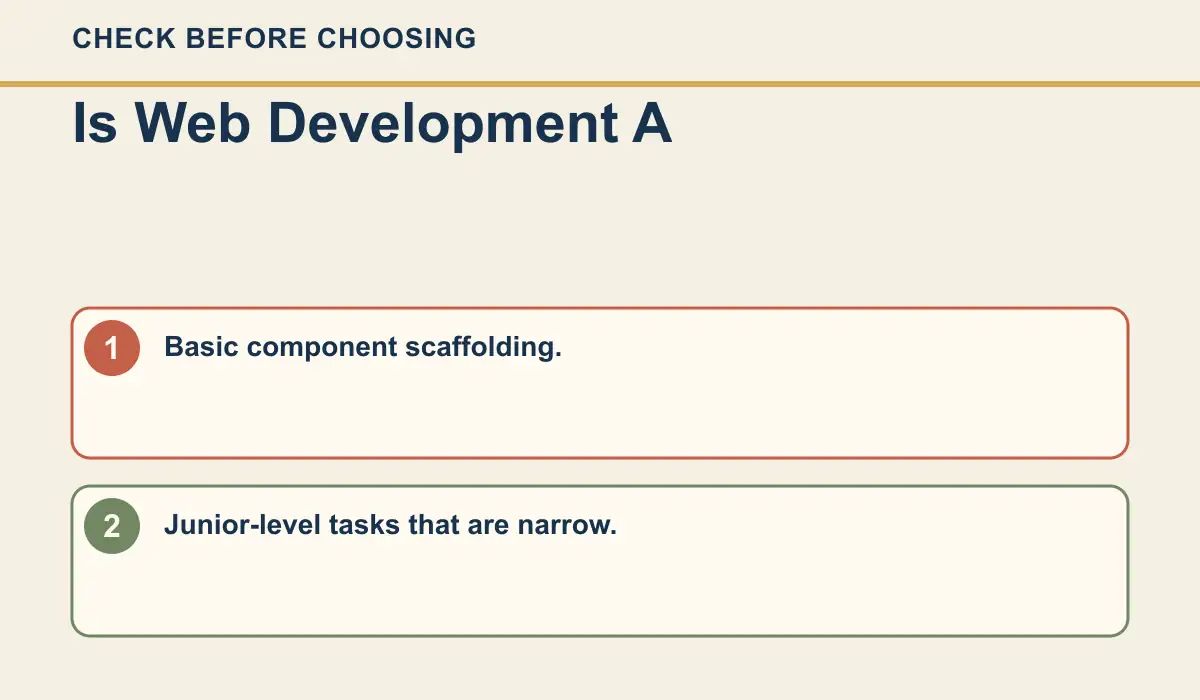 CHECK BEFORE CHOOSING
Is Web Development A
1 Basic component scaffolding.
2 Junior-level tasks that are narrow.